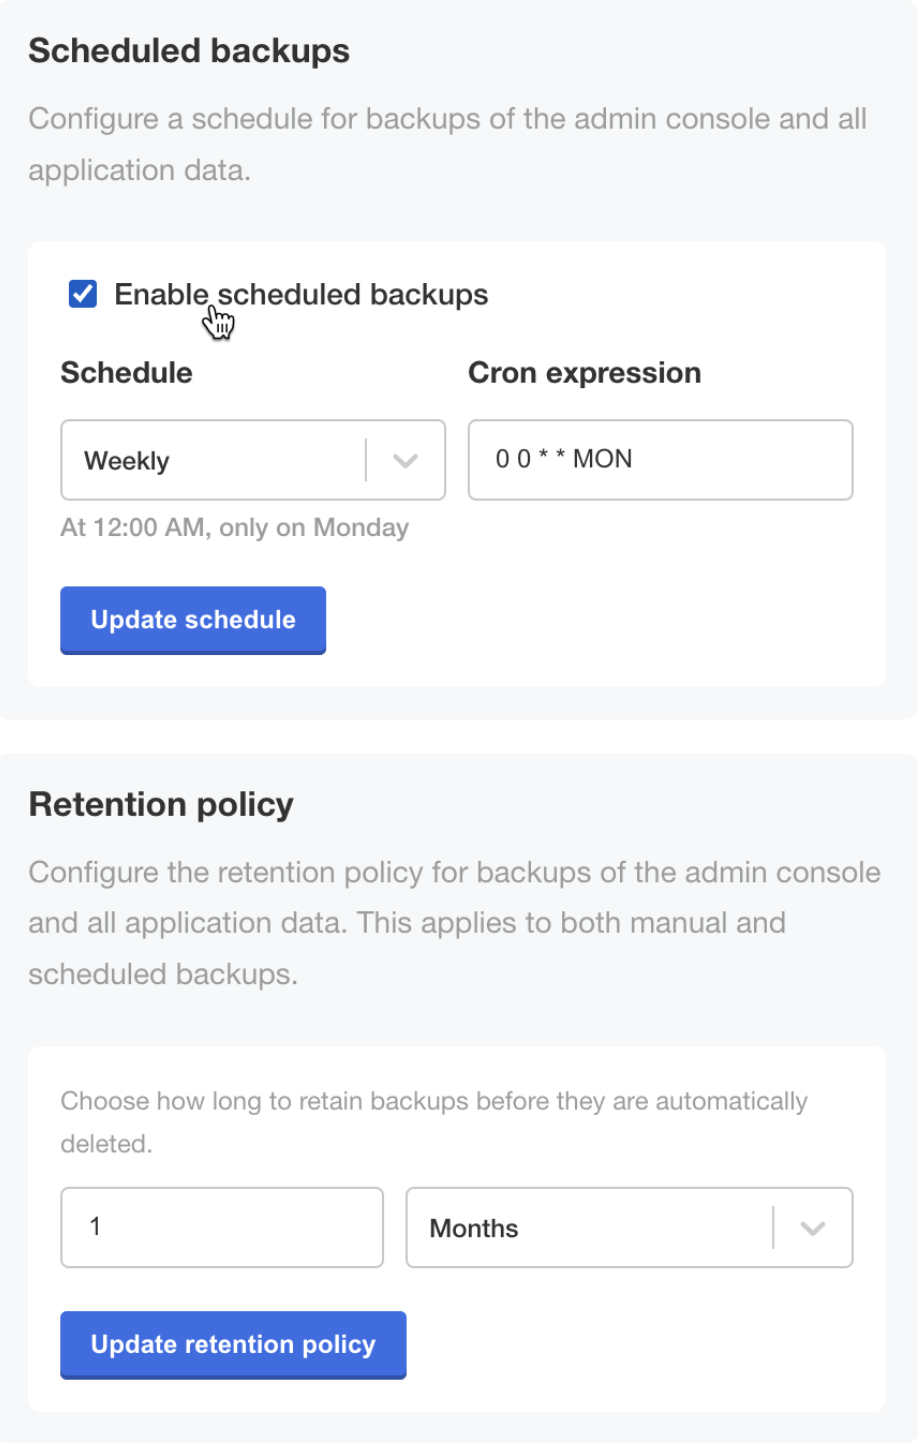 Scheduled backups
Configure a schedule for backups of the admin console and all
application data.
Enable scheduled backups
Schedule
Cron expression
Weekly
0 0 * * MON
At 12:00 AM, only on Monday
Update schedule
Retention policy
Configure the retention policy for backups of the admin console
and all application data. This applies to both manual and
scheduled backups.
Choose how long to retain backups before they are automatically
deleted.
1
Months
Update retention policy